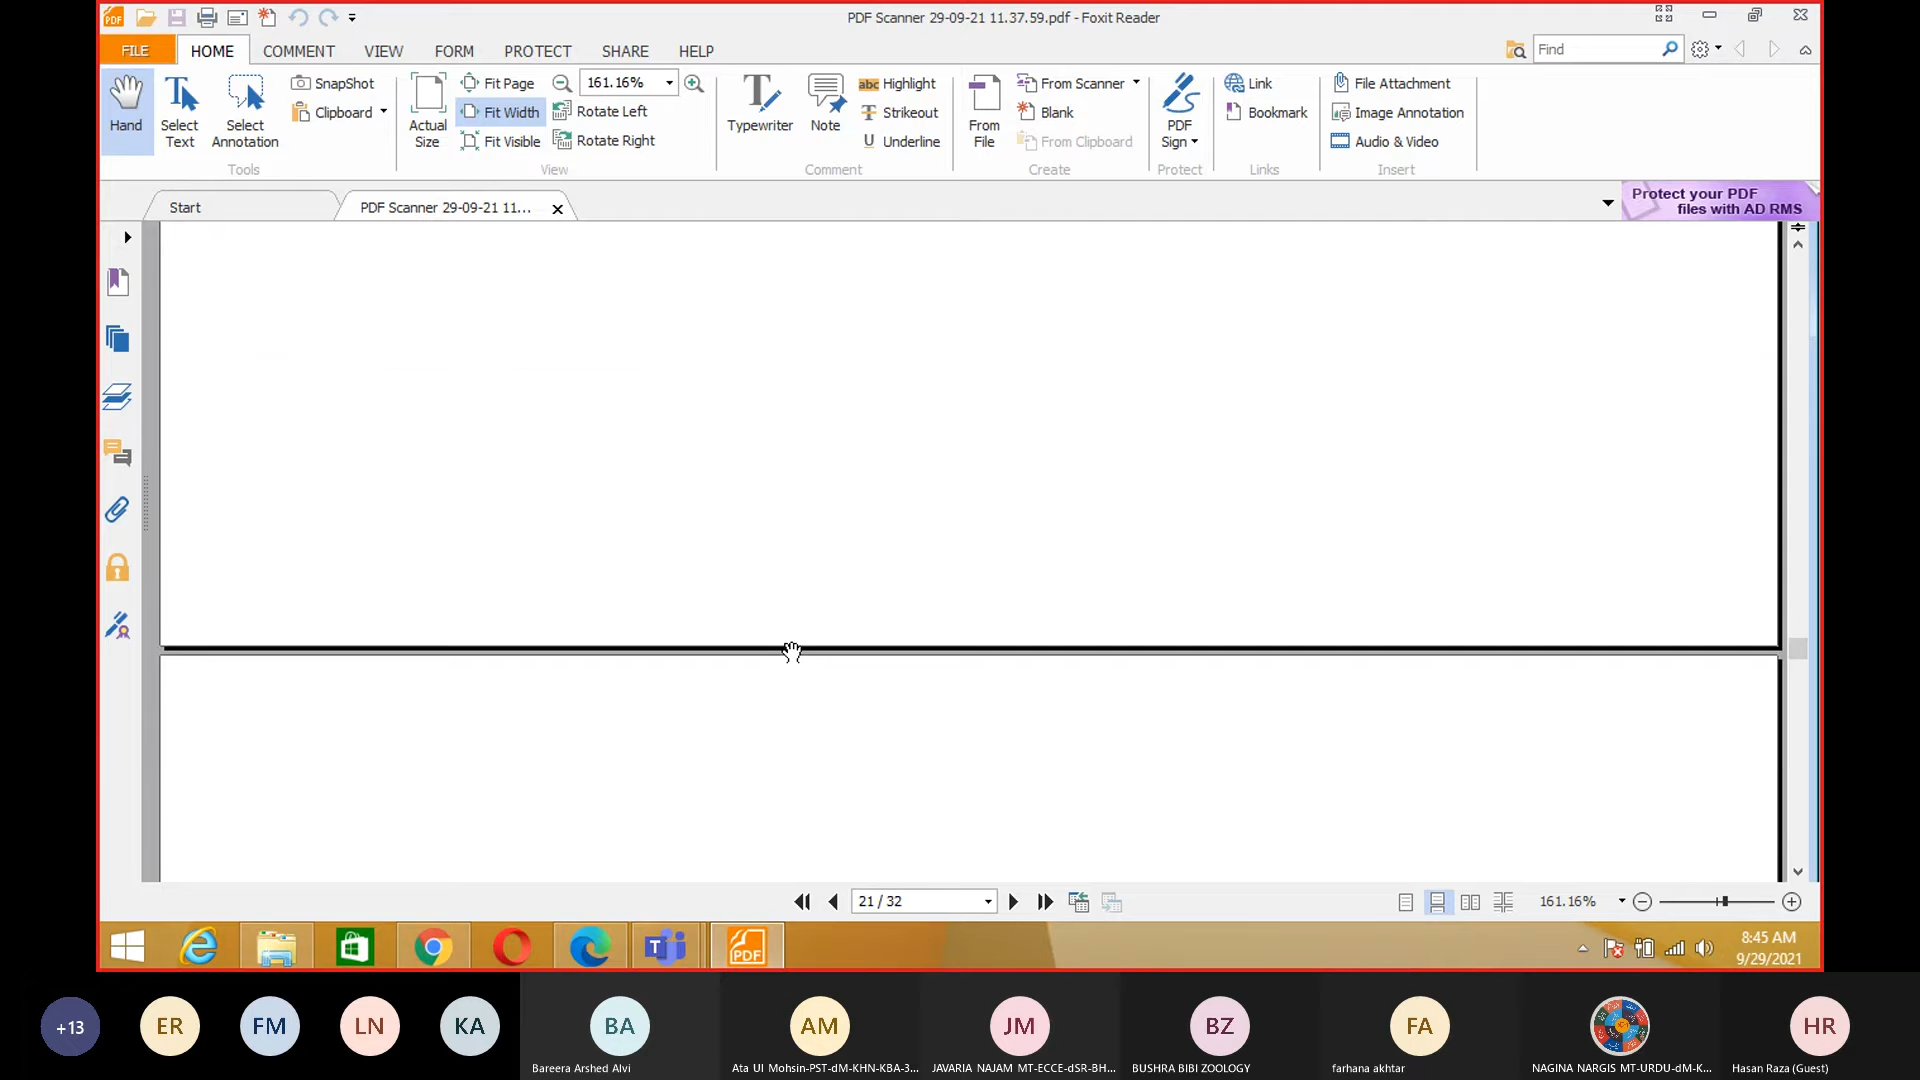 PDF Scanner 29-09-21 11.37.59.pdf - Foxit Reader
FILE HOME COMMENT VIEW FORM PROTECT SHARE HELP Find
Hand
Select Text
Select Annotation
SnapShot
Clipboard
Tools
Actual Size
Fit Page
Fit Width
Fit Visible
161.16%
Rotate Left
Rotate Right
View
Typewriter
Note
Highlight
Strikeout
Underline
Comment
From File
From Scanner
Blank
From Clipboard
Create
PDF Sign
Protect
Link
Bookmark
Links
File Attachment
Image Annotation
Audio & Video
Insert
Start
PDF Scanner 29-09-21 11...
Protect your PDF
files with AD RMS
21 / 32
161.16%
PDF
8:45 AM
9/29/2021
+13 ER FM LN KA BA AM JM BZ FA HR
Bareera Arshed Alvi
Ata Ul Mohsin-PST-dM-KHN-KBA-3...
JAVARIA NAJAM MT-ECCE-dSR-BH...
BUSHRA BIBI ZOOLOGY
farhana akhtar
NAGINA NARGIS MT-URDU-dM-K...
Hasan Raza (Guest)